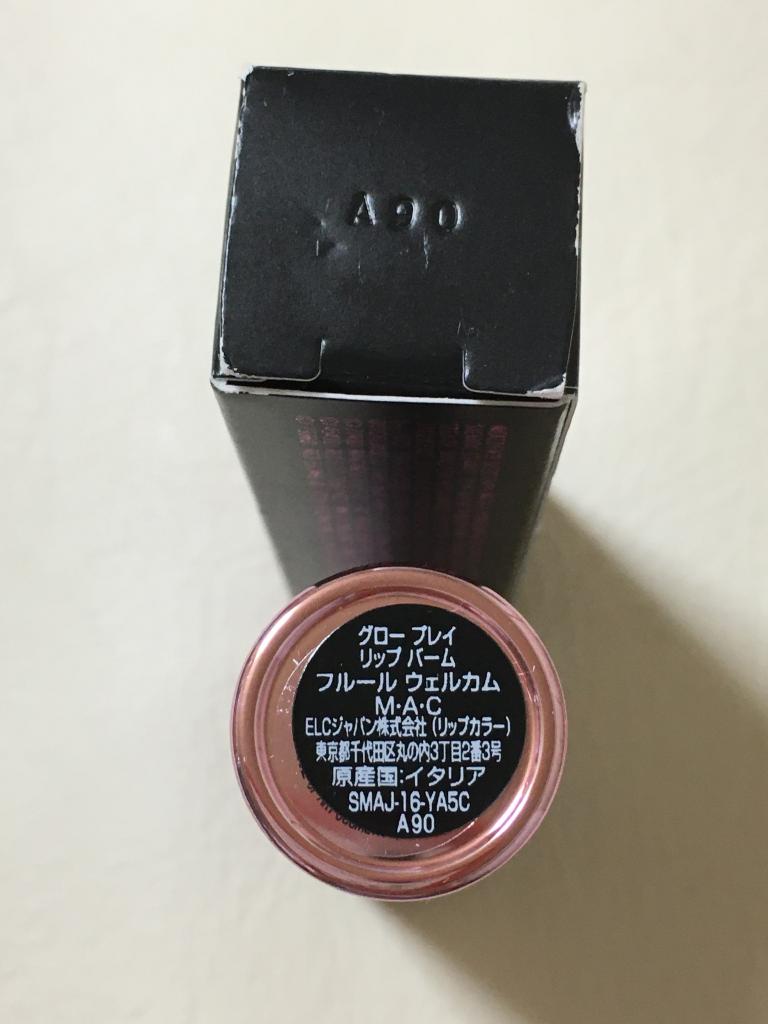 A90
グロー プレイ
リップ バーム
フルール ウェルカム
M・A・C
ELCジャパン株式会社 (リップカラー)
東京都千代田区丸の内3丁目2番3号
原産国:イタリア
SMAJ-16-YA5C
A90